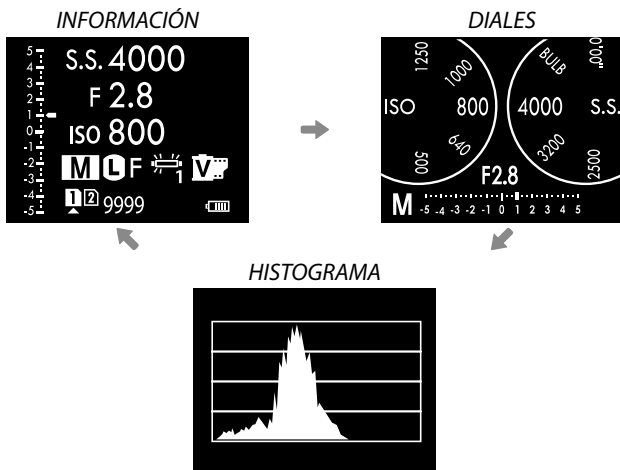 INFORMACIÓN
5
4
3
2
1
0
-1
-2
-3
-4
-5
S.S. 4000
F 2.8
ISO 800
M L F 1 V
1 2 9999
DIALES
1250
1000
ISO 800
640
500
BULB
4000 S.S.
3200
2500
F2.8
M -5 -4 -3 -2 -1 0 1 2 3 4 5
HISTOGRAMA